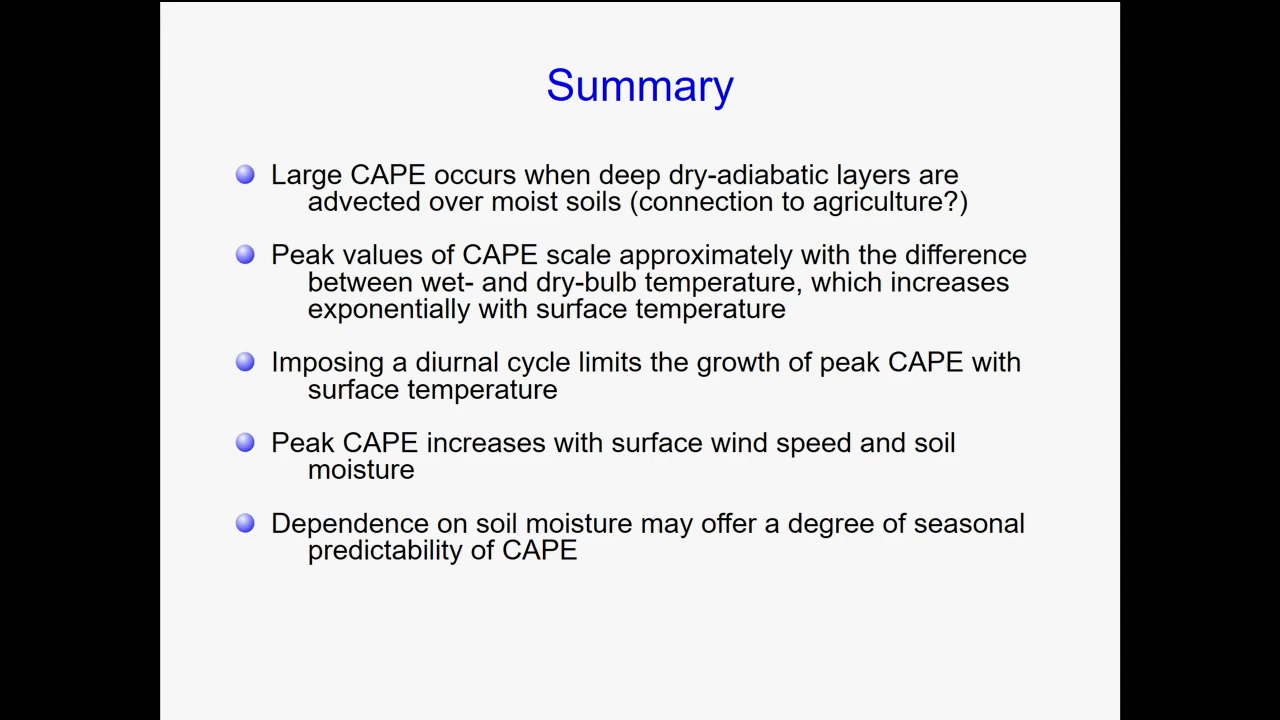 Summary
Large CAPE occurs when deep dry-adiabatic layers are
advected over moist soils (connection to agriculture?)
Peak values of CAPE scale approximately with the difference
between wet- and dry-bulb temperature, which increases
exponentially with surface temperature
Imposing a diurnal cycle limits the growth of peak CAPE with
surface temperature
Peak CAPE increases with surface wind speed and soil
moisture
Dependence on soil moisture may offer a degree of seasonal
predictability of CAPE